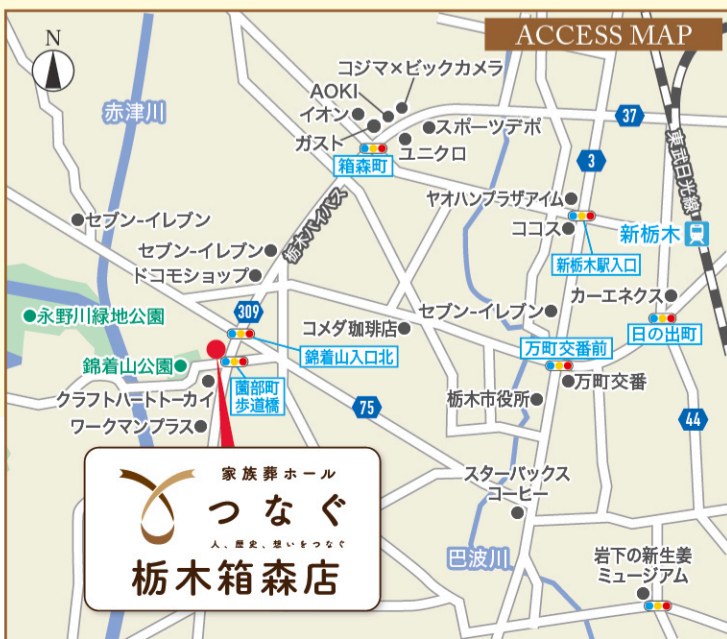 ACCESS MAP
N
コジマ×ビックカメラ
AOKI
イオン
ガスト
スポーツデポ
ユニクロ
箱森町
37
3
赤津川
東武日光線
栃木バイパス
ヤオハンプラザアイム
ココス
新栃木
新栃木駅入口
セブン-イレブン
セブン-イレブン
ドコモショップ
カーエネクス
セブン-イレブン
日の出町
永野川緑地公園
309
コメダ珈琲店
錦着山入口北
万町交番前
錦着山公園
薗部町
歩道橋
クラフトハートトーカイ
ワークマンプラス
75
栃木市役所
万町交番
44
家族葬ホール
つなぐ
人、歴史、想いをつなぐ
栃木箱森店
スターバックス
コーヒー
巴波川
岩下の新生姜
ミュージアム